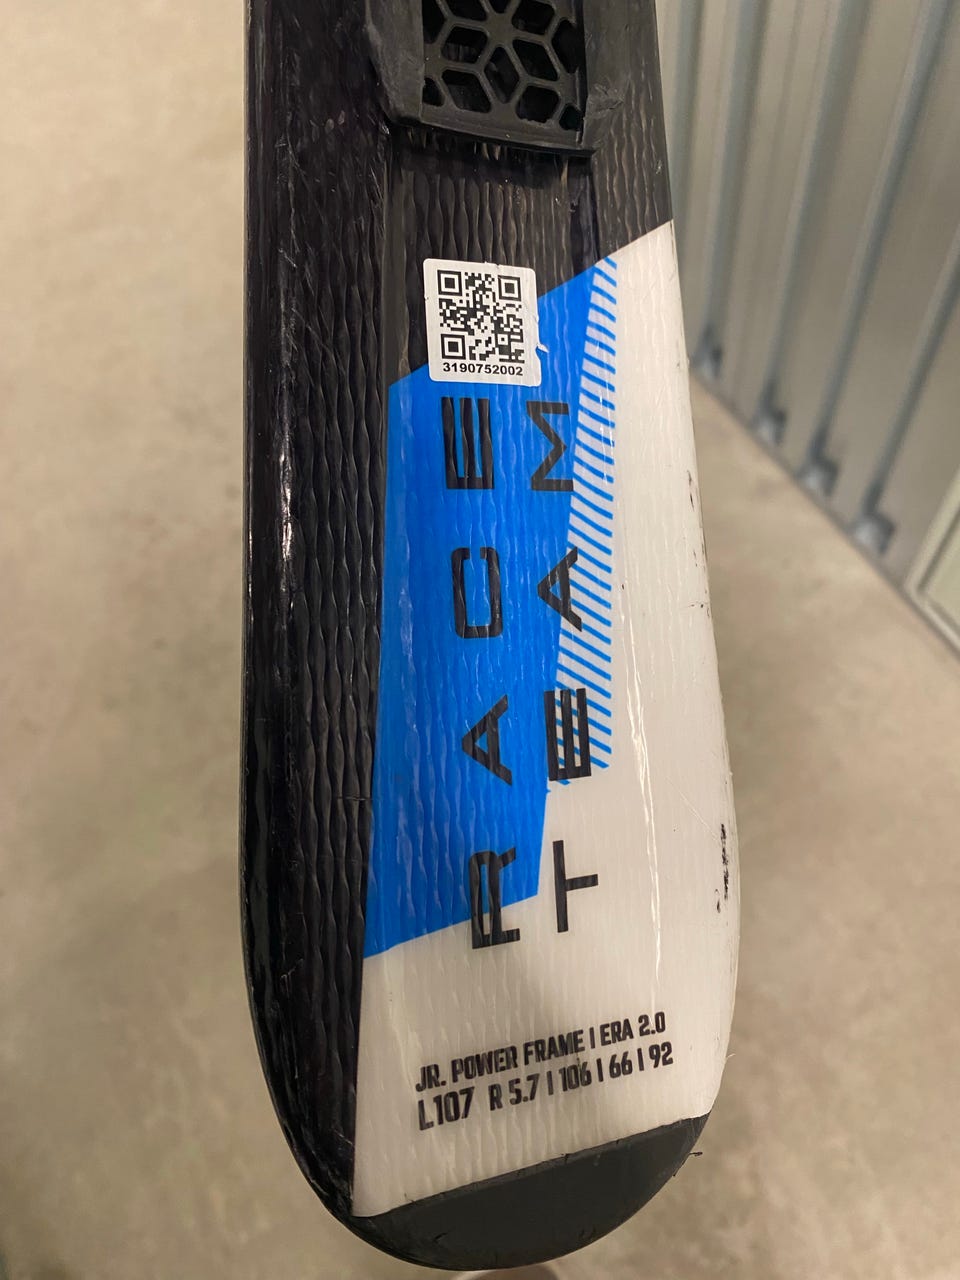 3190752002
RACE
TEAM
JR. POWER FRAME | ERA 2.0
L107 R 5.7 | 106 | 66 | 92